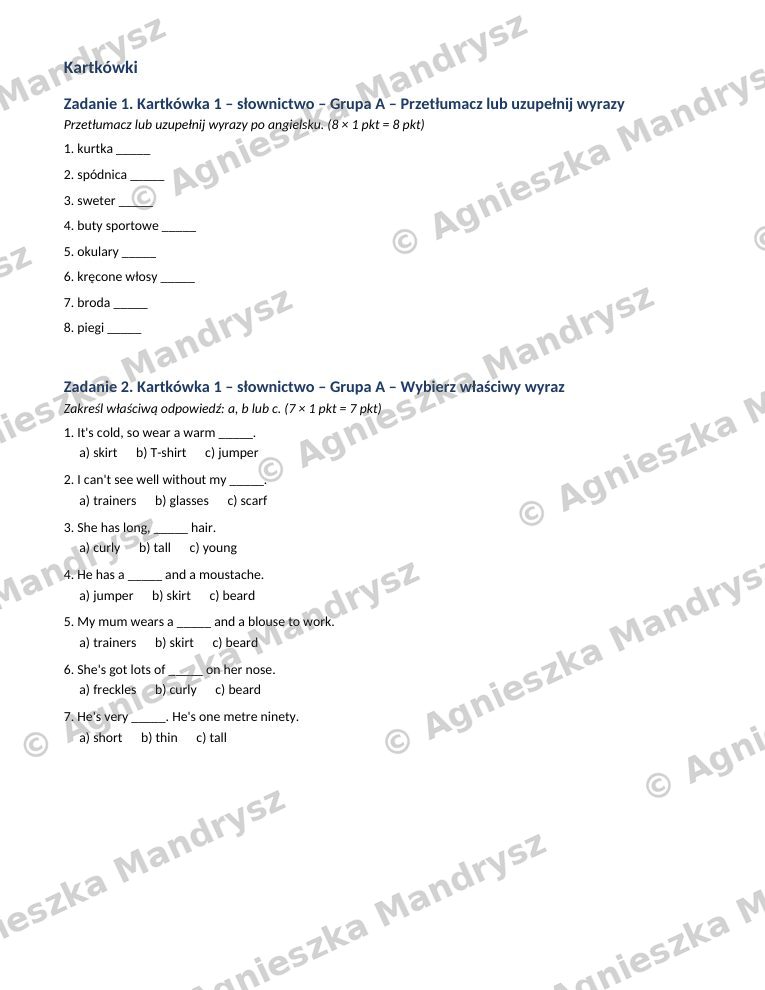 Kartkówki
Zadanie 1. Kartkówka 1 – słownictwo – Grupa A – Przetłumacz lub uzupełnij wyrazy
Przetłumacz lub uzupełnij wyrazy po angielsku. (8 × 1 pkt = 8 pkt)
1. kurtka _____
2. spódnica _____
3. sweter _____
4. buty sportowe _____
5. okulary _____
6. kręcone włosy _____
7. broda _____
8. piegi _____
Zadanie 2. Kartkówka 1 – słownictwo – Grupa A – Wybierz właściwy wyraz
Zakreśl właściwą odpowiedź: a, b lub c. (7 × 1 pkt = 7 pkt)
1. It's cold, so wear a warm _____.
a) skirt b) T-shirt c) jumper
2. I can't see well without my _____.
a) trainers b) glasses c) scarf
3. She has long, _____ hair.
a) curly b) tall c) young
4. He has a _____ and a moustache.
a) jumper b) skirt c) beard
5. My mum wears a _____ and a blouse to work.
a) trainers b) skirt c) beard
6. She's got lots of _____ on her nose.
a) freckles b) curly c) beard
7. He's very _____. He's one metre ninety.
a) short b) thin c) tall
© Agnieszka Mandrysz